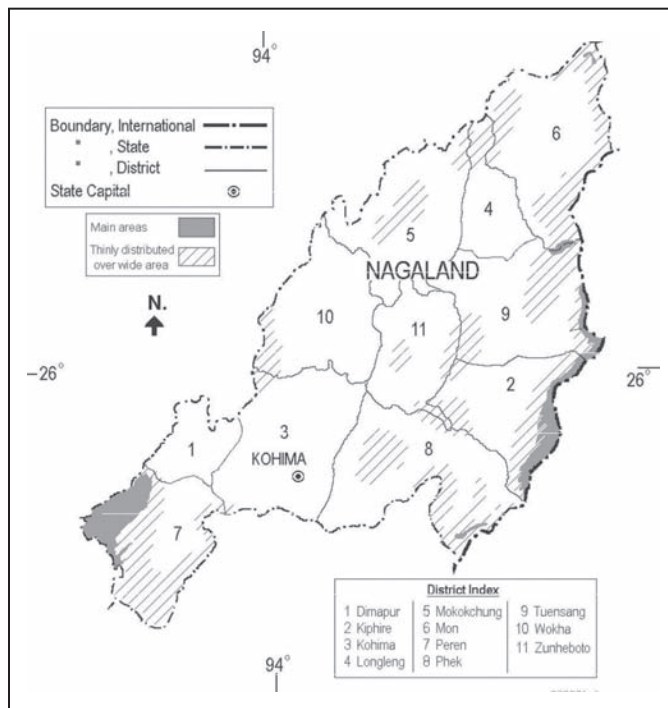 94°
Boundary, International
" , State
" , District
State Capital
Main areas
Thinly distributed
over wide area
N.
6
4
5
NAGALAND
10
11
9
26°
26°
2
3
KOHIMA
1
8
7
District Index
1 Dimapur
2 Kiphire
3 Kohima
4 Longleng
5 Mokokchung
6 Mon
7 Peren
8 Phek
9 Tuensang
10 Wokha
11 Zunheboto
94°